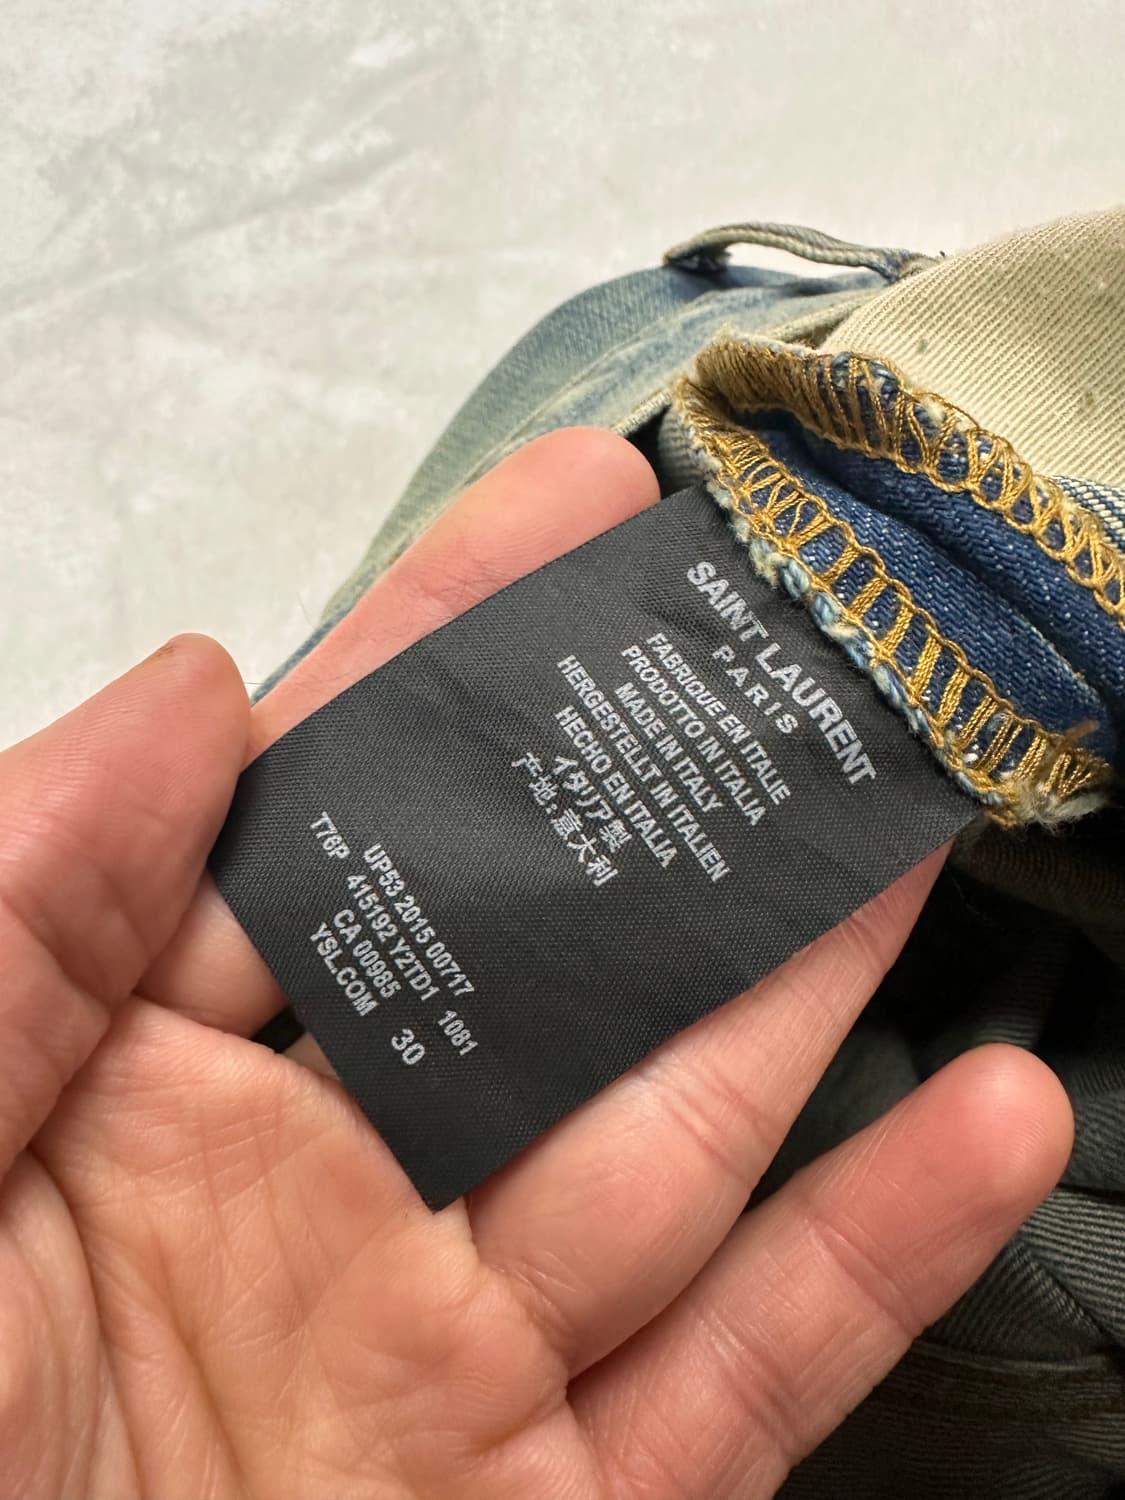 SAINT LAURENT
PARIS
FABRIQUE EN ITALIE
PRODOTTO IN ITALIA
MADE IN ITALY
HERGESTELLT IN ITALIEN
HECHO EN ITALIA
イタリア製
产地:意大利
UP53 2015 00717
T76P 415192 Y2TD1 1081
CA 00985
YSL.COM 30